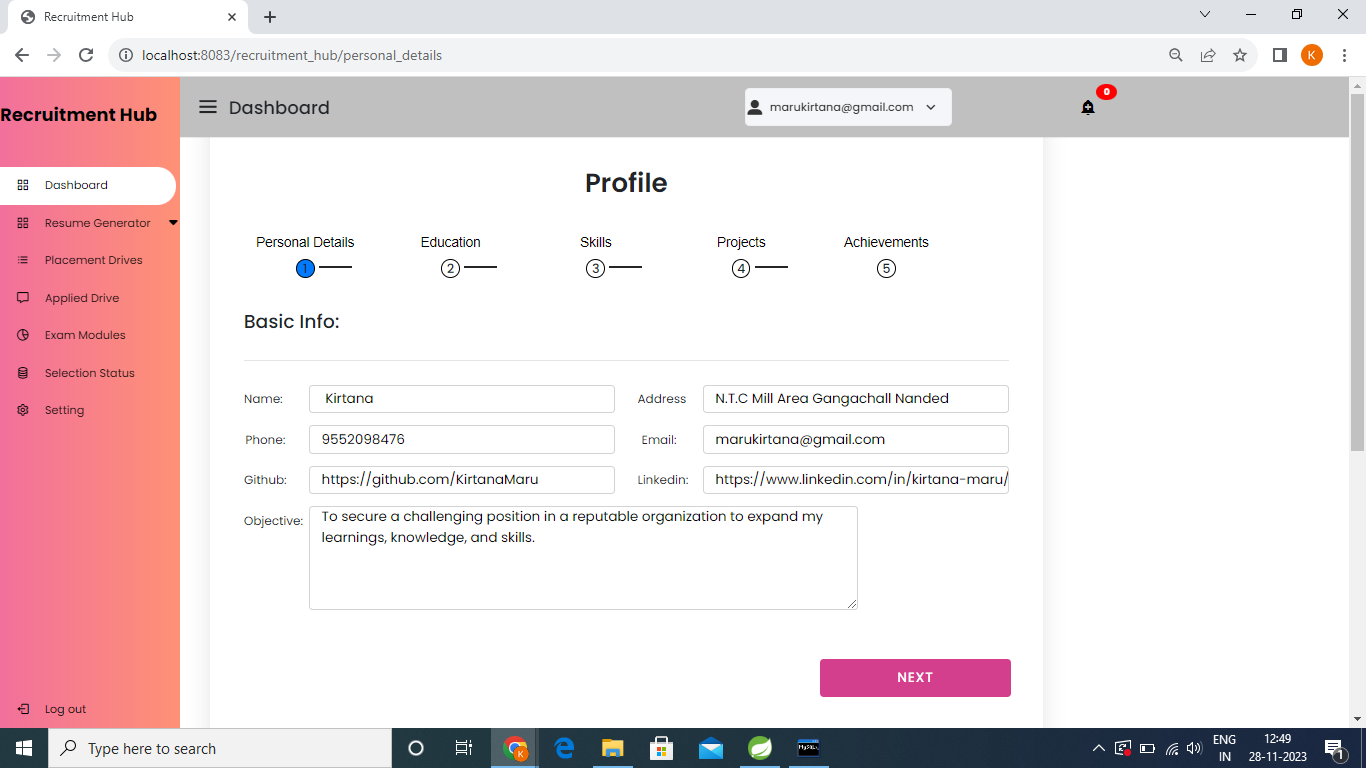 Recruitment Hub
localhost:8083/recruitment_hub/personal_details
K
Recruitment Hub
Dashboard
marukirtana@gmail.com
0
Dashboard
Resume Generator
Placement Drives
Applied Drive
Exam Modules
Selection Status
Setting
Log out
Profile
Personal Details Education Skills Projects Achievements
1 2 3 4 5
Basic Info:
Name: Kirtana Address N.T.C Mill Area Gangachall Nanded
Phone: 9552098476 Email: marukirtana@gmail.com
Github: https://github.com/KirtanaMaru Linkedin: https://www.linkedin.com/in/kirtana-maru/
Objective: To secure a challenging position in a reputable organization to expand my
learnings, knowledge, and skills.
NEXT
Type here to search
K
MySQL
ENG
IN
12:49
28-11-2023
1